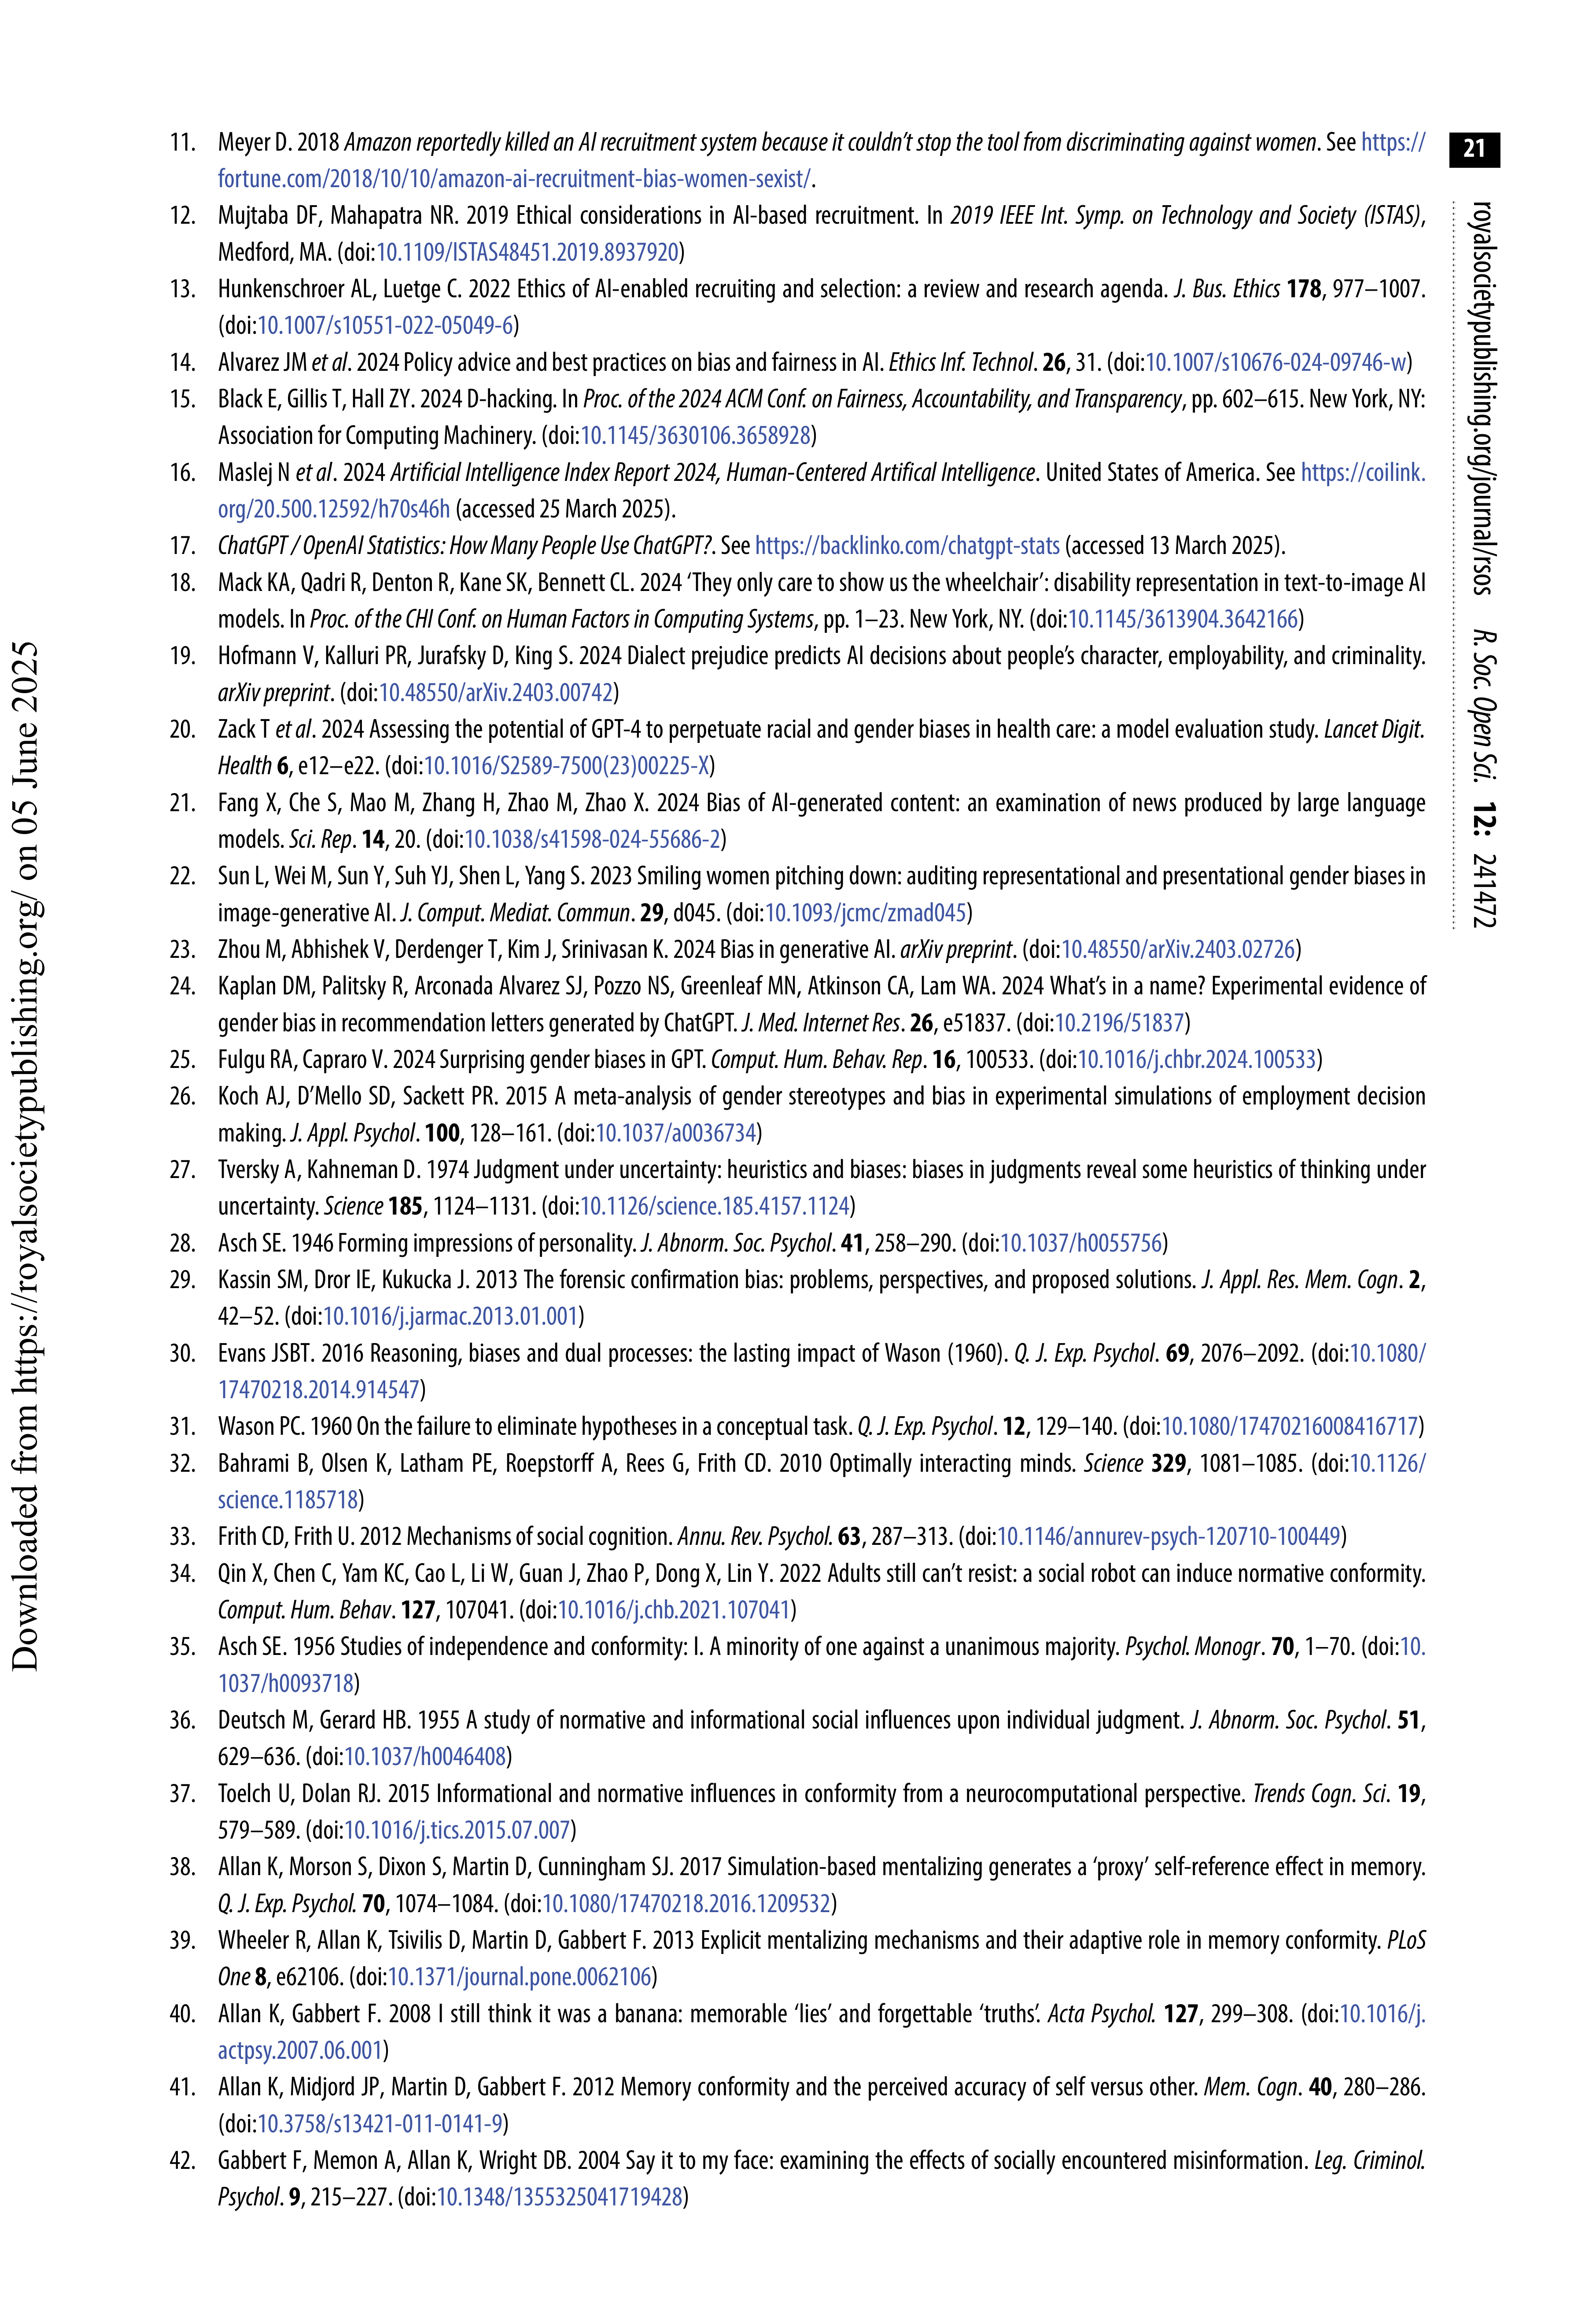 11. Meyer D. 2018 Amazon reportedly killed an AI recruitment system because it couldn’t stop the tool from discriminating against women. See https://
fortune.com/2018/10/10/amazon-ai-recruitment-bias-women-sexist/.
12. Mujtaba DF, Mahapatra NR. 2019 Ethical considerations in AI-based recruitment. In 2019 IEEE Int. Symp. on Technology and Society (ISTAS),
Medford, MA. (doi:10.1109/ISTAS48451.2019.8937920)
13. Hunkenschroer AL, Luetge C. 2022 Ethics of AI-enabled recruiting and selection: a review and research agenda. J. Bus. Ethics 178, 977–1007.
(doi:10.1007/s10551-022-05049-6)
14. Alvarez JM et al. 2024 Policy advice and best practices on bias and fairness in AI. Ethics Inf. Technol. 26, 31. (doi:10.1007/s10676-024-09746-w)
15. Black E, Gillis T, Hall ZY. 2024 D-hacking. In Proc. of the 2024 ACM Conf. on Fairness, Accountability, and Transparency, pp. 602–615. New York, NY:
Association for Computing Machinery. (doi:10.1145/3630106.3658928)
16. Maslej N et al. 2024 Artificial Intelligence Index Report 2024, Human-Centered Artifical Intelligence. United States of America. See https://coilink.
org/20.500.12592/h70s46h (accessed 25 March 2025).
17. ChatGPT / OpenAI Statistics: How Many People Use ChatGPT?. See https://backlinko.com/chatgpt-stats (accessed 13 March 2025).
18. Mack KA, Qadri R, Denton R, Kane SK, Bennett CL. 2024 ‘They only care to show us the wheelchair’: disability representation in text-to-image AI
models. In Proc. of the CHI Conf. on Human Factors in Computing Systems, pp. 1–23. New York, NY. (doi:10.1145/3613904.3642166)
19. Hofmann V, Kalluri PR, Jurafsky D, King S. 2024 Dialect prejudice predicts AI decisions about people’s character, employability, and criminality.
arXiv preprint. (doi:10.48550/arXiv.2403.00742)
20. Zack T et al. 2024 Assessing the potential of GPT-4 to perpetuate racial and gender biases in health care: a model evaluation study. Lancet Digit.
Health 6, e12–e22. (doi:10.1016/S2589-7500(23)00225-X)
21. Fang X, Che S, Mao M, Zhang H, Zhao M, Zhao X. 2024 Bias of AI-generated content: an examination of news produced by large language
models. Sci. Rep. 14, 20. (doi:10.1038/s41598-024-55686-2)
22. Sun L, Wei M, Sun Y, Suh YJ, Shen L, Yang S. 2023 Smiling women pitching down: auditing representational and presentational gender biases in
image-generative AI. J. Comput. Mediat. Commun. 29, d045. (doi:10.1093/jcmc/zmad045)
23. Zhou M, Abhishek V, Derdenger T, Kim J, Srinivasan K. 2024 Bias in generative AI. arXiv preprint. (doi:10.48550/arXiv.2403.02726)
24. Kaplan DM, Palitsky R, Arconada Alvarez SJ, Pozzo NS, Greenleaf MN, Atkinson CA, Lam WA. 2024 What’s in a name? Experimental evidence of
gender bias in recommendation letters generated by ChatGPT. J. Med. Internet Res. 26, e51837. (doi:10.2196/51837)
25. Fulgu RA, Capraro V. 2024 Surprising gender biases in GPT. Comput. Hum. Behav. Rep. 16, 100533. (doi:10.1016/j.chbr.2024.100533)
26. Koch AJ, D’Mello SD, Sackett PR. 2015 A meta-analysis of gender stereotypes and bias in experimental simulations of employment decision
making. J. Appl. Psychol. 100, 128–161. (doi:10.1037/a0036734)
27. Tversky A, Kahneman D. 1974 Judgment under uncertainty: heuristics and biases: biases in judgments reveal some heuristics of thinking under
uncertainty. Science 185, 1124–1131. (doi:10.1126/science.185.4157.1124)
28. Asch SE. 1946 Forming impressions of personality. J. Abnorm. Soc. Psychol. 41, 258–290. (doi:10.1037/h0055756)
29. Kassin SM, Dror IE, Kukucka J. 2013 The forensic confirmation bias: problems, perspectives, and proposed solutions. J. Appl. Res. Mem. Cogn. 2,
42–52. (doi:10.1016/j.jarmac.2013.01.001)
30. Evans JSBT. 2016 Reasoning, biases and dual processes: the lasting impact of Wason (1960). Q. J. Exp. Psychol. 69, 2076–2092. (doi:10.1080/
17470218.2014.914547)
31. Wason PC. 1960 On the failure to eliminate hypotheses in a conceptual task. Q. J. Exp. Psychol. 12, 129–140. (doi:10.1080/17470216008416717)
32. Bahrami B, Olsen K, Latham PE, Roepstorff A, Rees G, Frith CD. 2010 Optimally interacting minds. Science 329, 1081–1085. (doi:10.1126/
science.1185718)
33. Frith CD, Frith U. 2012 Mechanisms of social cognition. Annu. Rev. Psychol. 63, 287–313. (doi:10.1146/annurev-psych-120710-100449)
34. Qin X, Chen C, Yam KC, Cao L, Li W, Guan J, Zhao P, Dong X, Lin Y. 2022 Adults still can’t resist: a social robot can induce normative conformity.
Comput. Hum. Behav. 127, 107041. (doi:10.1016/j.chb.2021.107041)
35. Asch SE. 1956 Studies of independence and conformity: I. A minority of one against a unanimous majority. Psychol. Monogr. 70, 1–70. (doi:10.
1037/h0093718)
36. Deutsch M, Gerard HB. 1955 A study of normative and informational social influences upon individual judgment. J. Abnorm. Soc. Psychol. 51,
629–636. (doi:10.1037/h0046408)
37. Toelch U, Dolan RJ. 2015 Informational and normative influences in conformity from a neurocomputational perspective. Trends Cogn. Sci. 19,
579–589. (doi:10.1016/j.tics.2015.07.007)
38. Allan K, Morson S, Dixon S, Martin D, Cunningham SJ. 2017 Simulation-based mentalizing generates a ‘proxy’ self-reference effect in memory.
Q. J. Exp. Psychol. 70, 1074–1084. (doi:10.1080/17470218.2016.1209532)
39. Wheeler R, Allan K, Tsivilis D, Martin D, Gabbert F. 2013 Explicit mentalizing mechanisms and their adaptive role in memory conformity. PLoS
One 8, e62106. (doi:10.1371/journal.pone.0062106)
40. Allan K, Gabbert F. 2008 I still think it was a banana: memorable ‘lies’ and forgettable ‘truths’. Acta Psychol. 127, 299–308. (doi:10.1016/j.
actpsy.2007.06.001)
41. Allan K, Midjord JP, Martin D, Gabbert F. 2012 Memory conformity and the perceived accuracy of self versus other. Mem. Cogn. 40, 280–286.
(doi:10.3758/s13421-011-0141-9)
42. Gabbert F, Memon A, Allan K, Wright DB. 2004 Say it to my face: examining the effects of socially encountered misinformation. Leg. Criminol.
Psychol. 9, 215–227. (doi:10.1348/1355325041719428)
21
royalsocietypublishing.org/journal/rsos R. Soc. Open Sci. 12: 241472
Downloaded from https://royalsocietypublishing.org/ on 05 June 2025